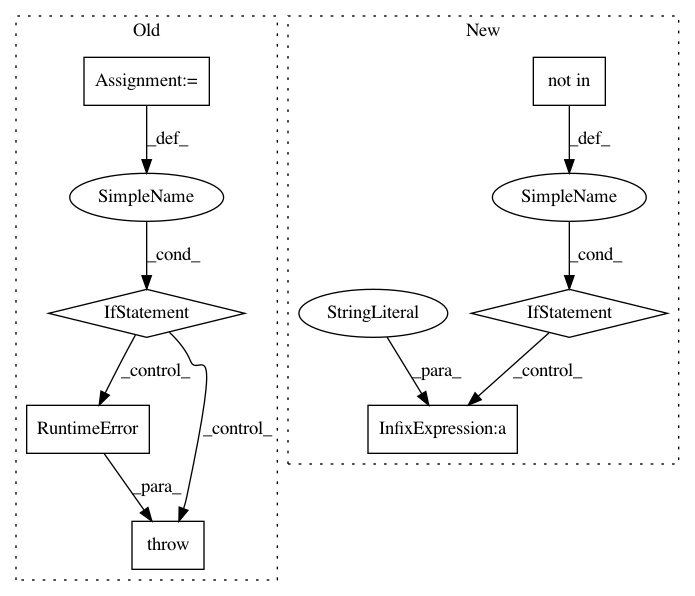 Old
New
Assignment:=
not in
_def_
_def_
SimpleName
SimpleName
_cond_
_cond_
IfStatement
StringLiteral
IfStatement
_control_
_para_
_control_
RuntimeError
_control_
InfixExpression:a
_para_
throw